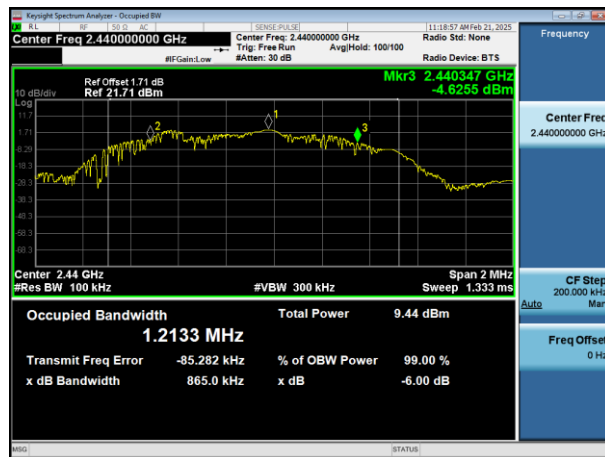 Keysight Spectrum Analyzer - Occupied BW
RL RF 50 Ω AC SENSE:PULSE 11:18:57 AM Feb 21, 2025
Center Freq 2.440000000 GHz Center Freq: 2.440000000 GHz Radio Std: None
Trig: Free Run Avg|Hold: 100/100
#IFGain:Low #Atten: 30 dB Radio Device: BTS
Ref Offset 1.71 dB Mkr3 2.440347 GHz
10 dB/div Ref 21.71 dBm -4.6255 dBm
Log
11.7
1.71
-8.29
-18.3
-28.3
-38.3
-48.3
-58.3
-68.3
2
1
3
Center 2.44 GHz Span 2 MHz
#Res BW 100 kHz #VBW 300 kHz Sweep 1.333 ms
Occupied Bandwidth Total Power 9.44 dBm
1.2133 MHz
Transmit Freq Error -85.282 kHz % of OBW Power 99.00 %
x dB Bandwidth 865.0 kHz x dB -6.00 dB
MSG STATUS
Frequency
Center Freq
2.440000000 GHz
CF Step
200.000 kHz
Auto Man
Freq Offset
0 Hz